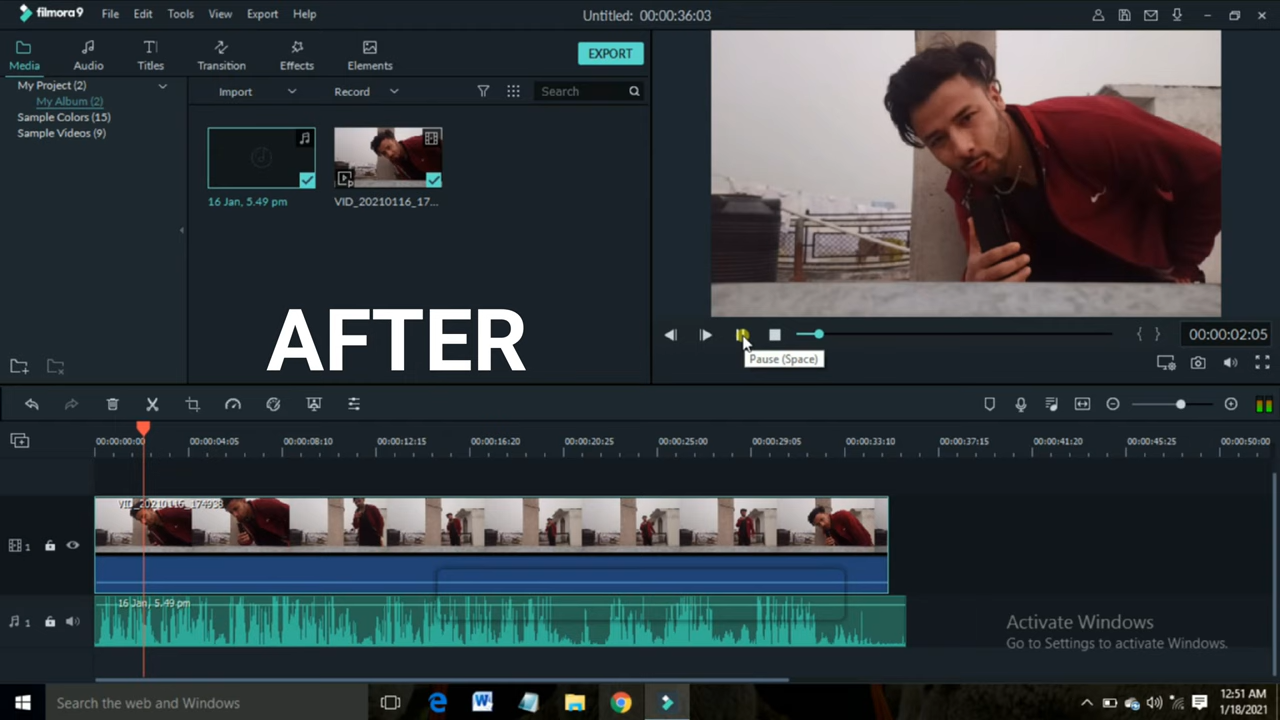 filmora9 File Edit Tools View Export Help Untitled: 00:00:36:03
Media Audio Titles Transition Effects Elements EXPORT
My Project (2)
My Album (2)
Sample Colors (15)
Sample Videos (9)
Import Record Search
16 Jan, 5.49 pm VID_20210116_17...
AFTER
{ } 00:00:02:05
Pause (Space)
00:00:00:00 00:00:04:05 00:00:08:10 00:00:12:15 00:00:16:20 00:00:20:25 00:00:25:00 00:00:29:05 00:00:33:10 00:00:37:15 00:00:41:20 00:00:45:25 00:00:50:00
VID_20210116_174938
1
16 Jan, 5.49 pm
1
Activate Windows
Go to Settings to activate Windows.
Search the web and Windows
12:51 AM
1/18/2021